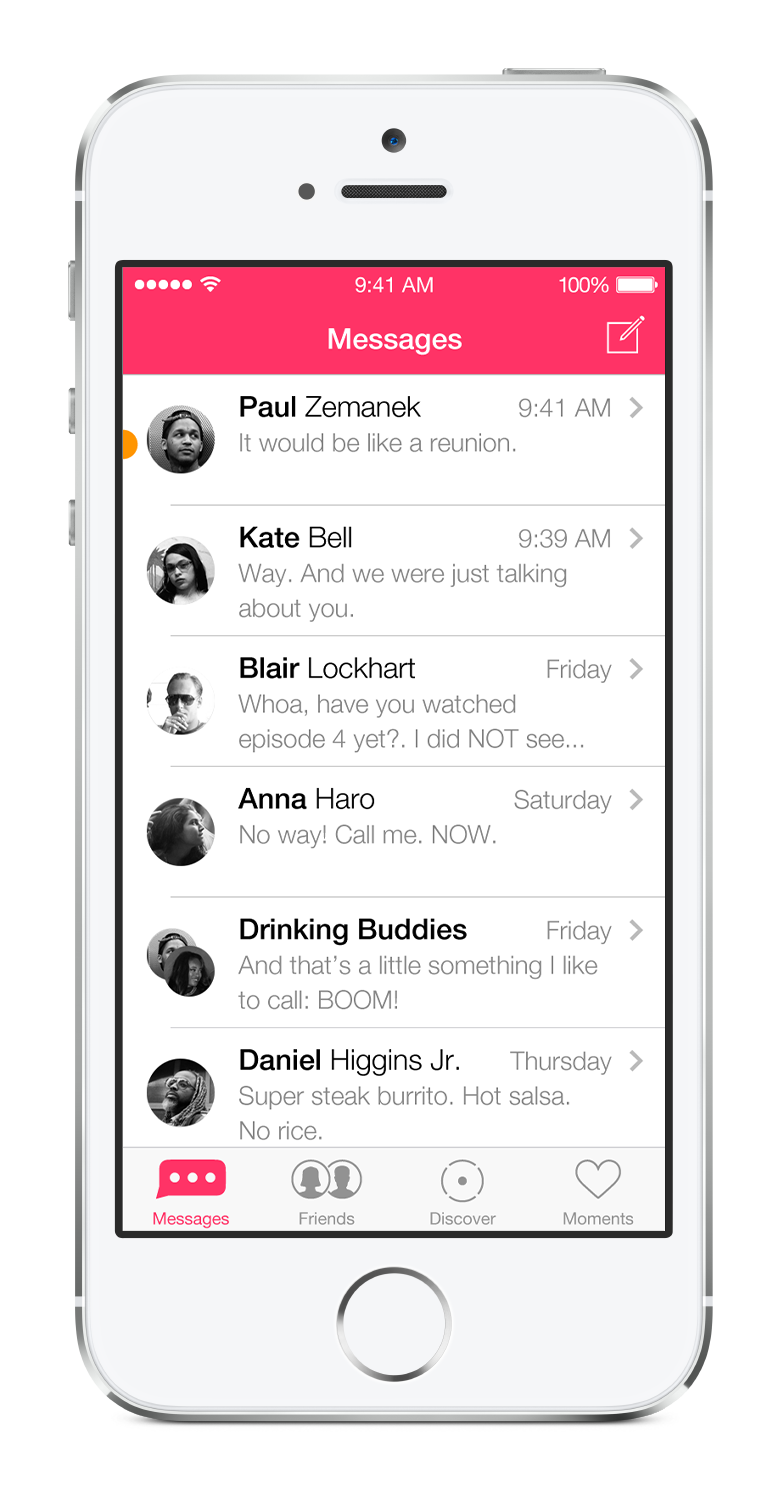 9:41 AM 100%
Messages
Paul Zemanek 9:41 AM
It would be like a reunion.
Kate Bell 9:39 AM
Way. And we were just talking
about you.
Blair Lockhart Friday
Whoa, have you watched
episode 4 yet?. I did NOT see...
Anna Haro Saturday
No way! Call me. NOW.
Drinking Buddies Friday
And that’s a little something I like
to call: BOOM!
Daniel Higgins Jr. Thursday
Super steak burrito. Hot salsa.
No rice.
Messages Friends Discover Moments